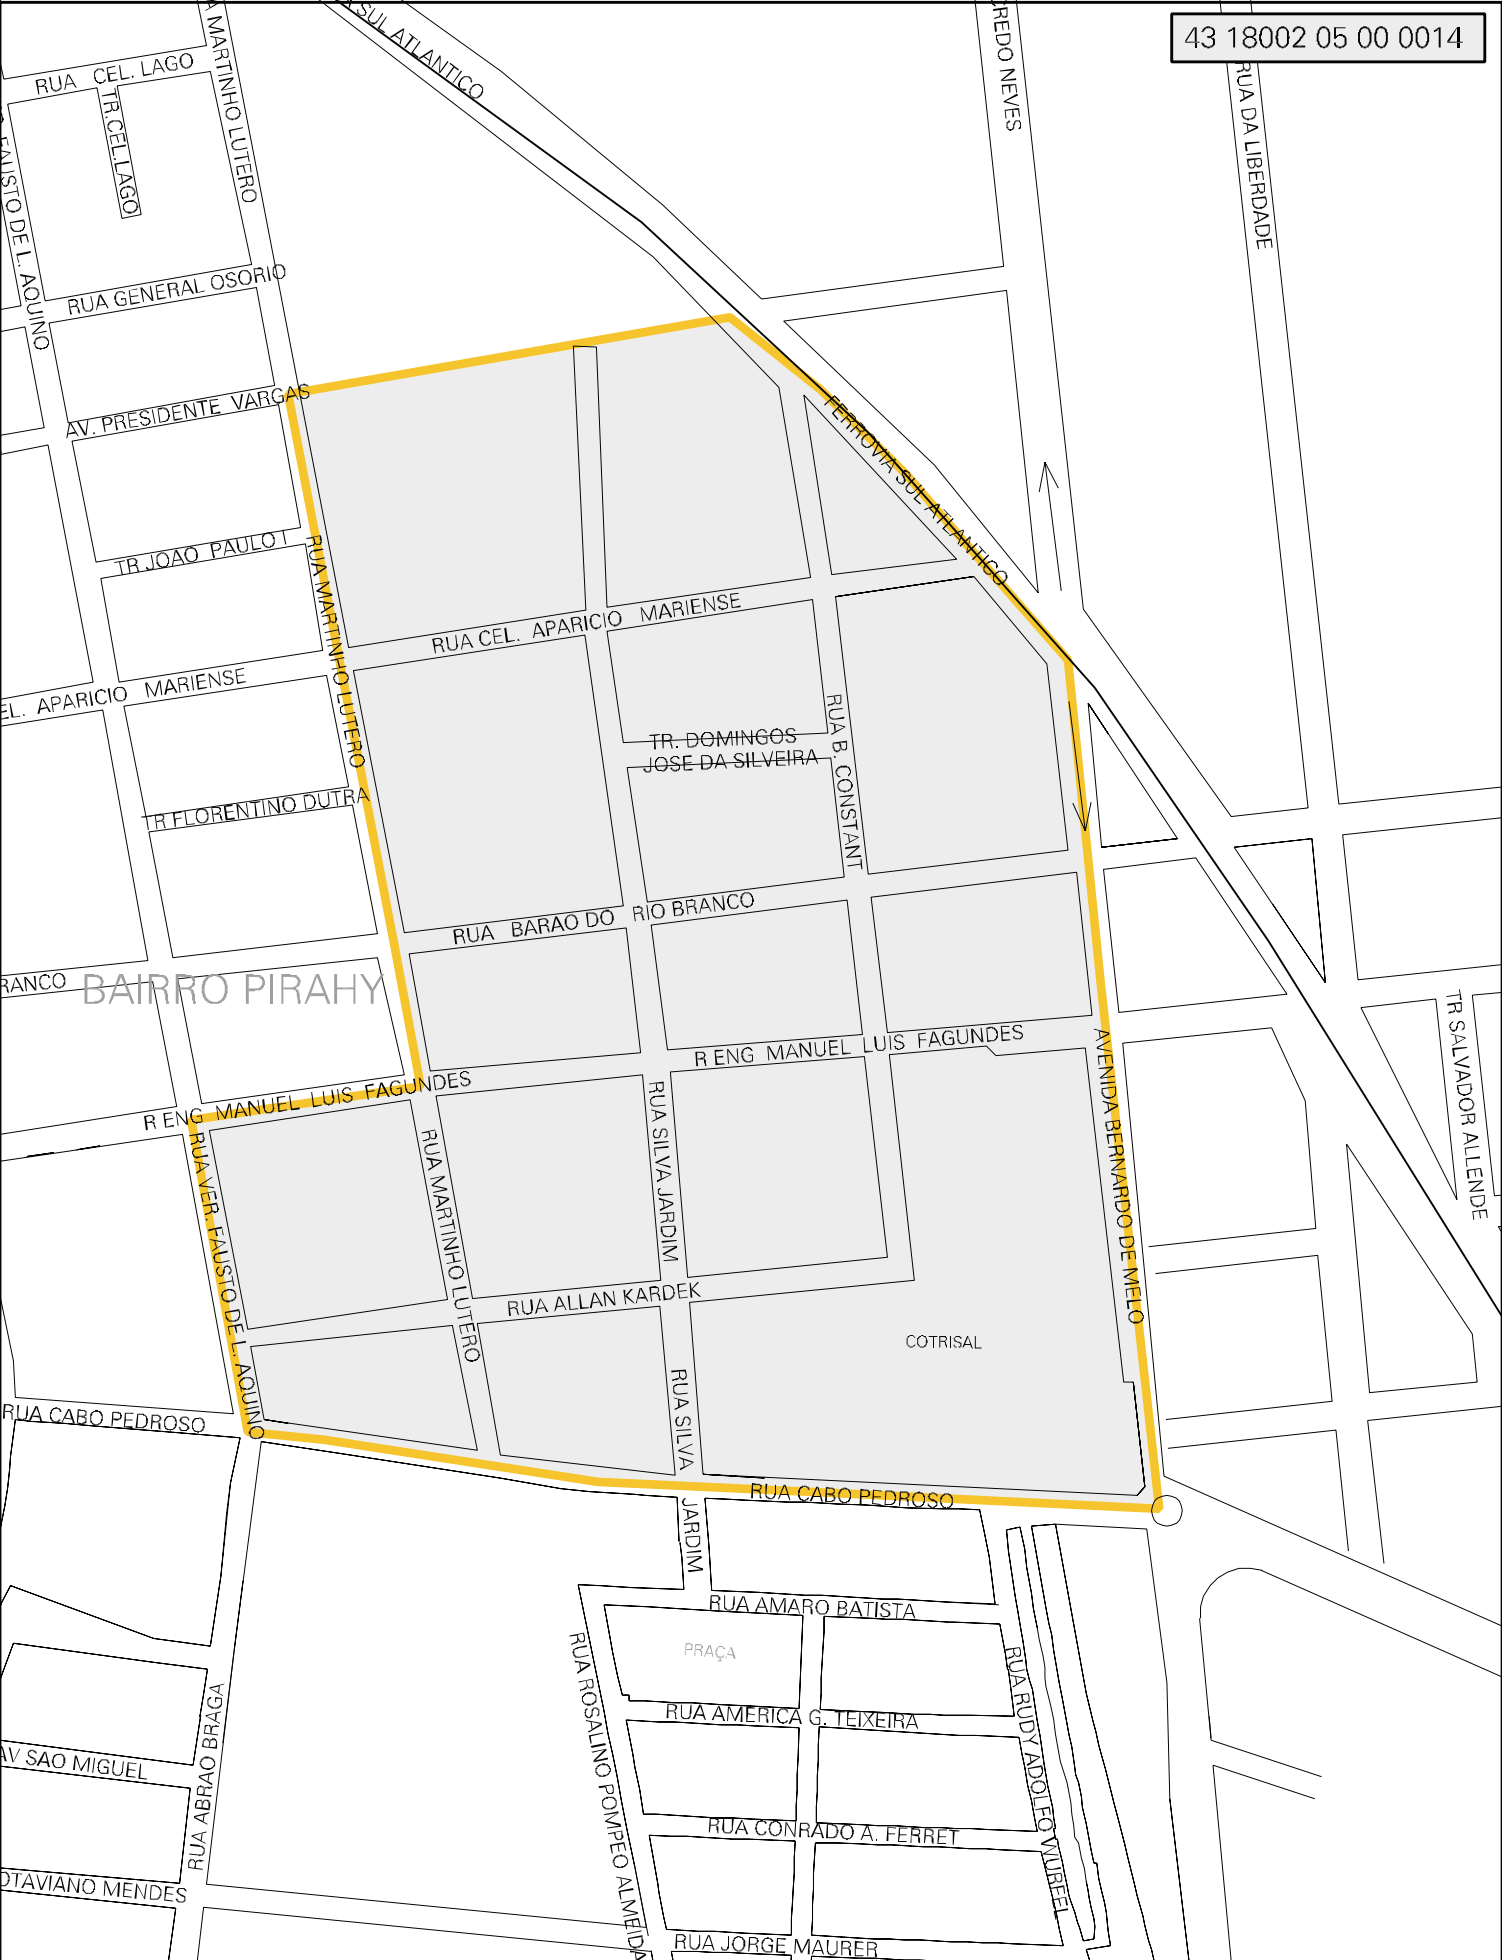 43 18002 05 00 0014
SUL ATLANTICO
MARTINHO LUTERO
CREDO NEVES
RUA DA LIBERDADE
RUA CEL. LAGO
TR.CEL.LAGO
FAUSTO DE L. AQUINO
RUA GENERAL OSORIO
AV. PRESIDENTE VARGAS
FERROVIA SUL ATLANTICO
TR JOAO PAULO I
RUA MARTINHO LUTERO
RUA CEL. APARICIO MARIENSE
EL. APARICIO MARIENSE
RUA B. CONSTANT
TR. DOMINGOS
JOSE DA SILVEIRA
TR FLORENTINO DUTRA
RUA BARAO DO RIO BRANCO
RANCO
BAIRRO PIRAHY
TR SALVADOR ALLENDE
R ENG MANUEL LUIS FAGUNDES
AVENIDA BERNARDO DE MELO
R ENG MANUEL LUIS FAGUNDES
RUA SILVA JARDIM
RUA MARTINHO LUTERO
RUA VER. FAUSTO DE L. AQUINO
RUA ALLAN KARDEK
COTRISAL
RUA SILVA JARDIM
RUA CABO PEDROSO
RUA CABO PEDROSO
RUA AMARO BATISTA
PRAÇA
RUA ROSALINO POMPEO ALMEIDA
RUA RUDY ADOLFO WURFEL
RUA AMERICA G. TEIXEIRA
RUA ABRAO BRAGA
AV SAO MIGUEL
RUA CONRADO A. FERRET
OTAVIANO MENDES
RUA JORGE MAURER